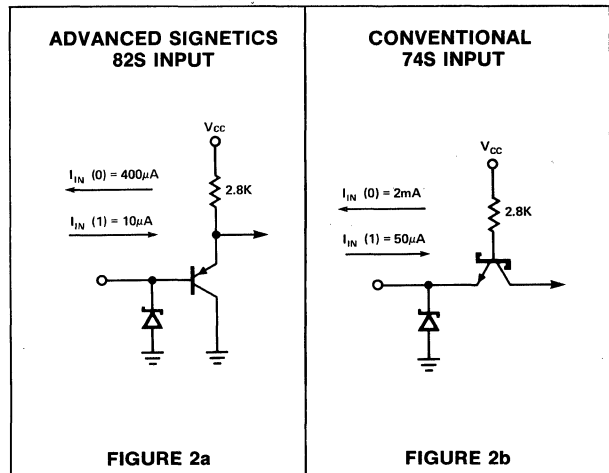 ADVANCED SIGNETICS
82S INPUT
VCC
IIN (0) = 400μA
2.8K
IIN (1) = 10μA
FIGURE 2a
CONVENTIONAL
74S INPUT
VCC
IIN (0) = 2mA
2.8K
IIN (1) = 50μA
FIGURE 2b